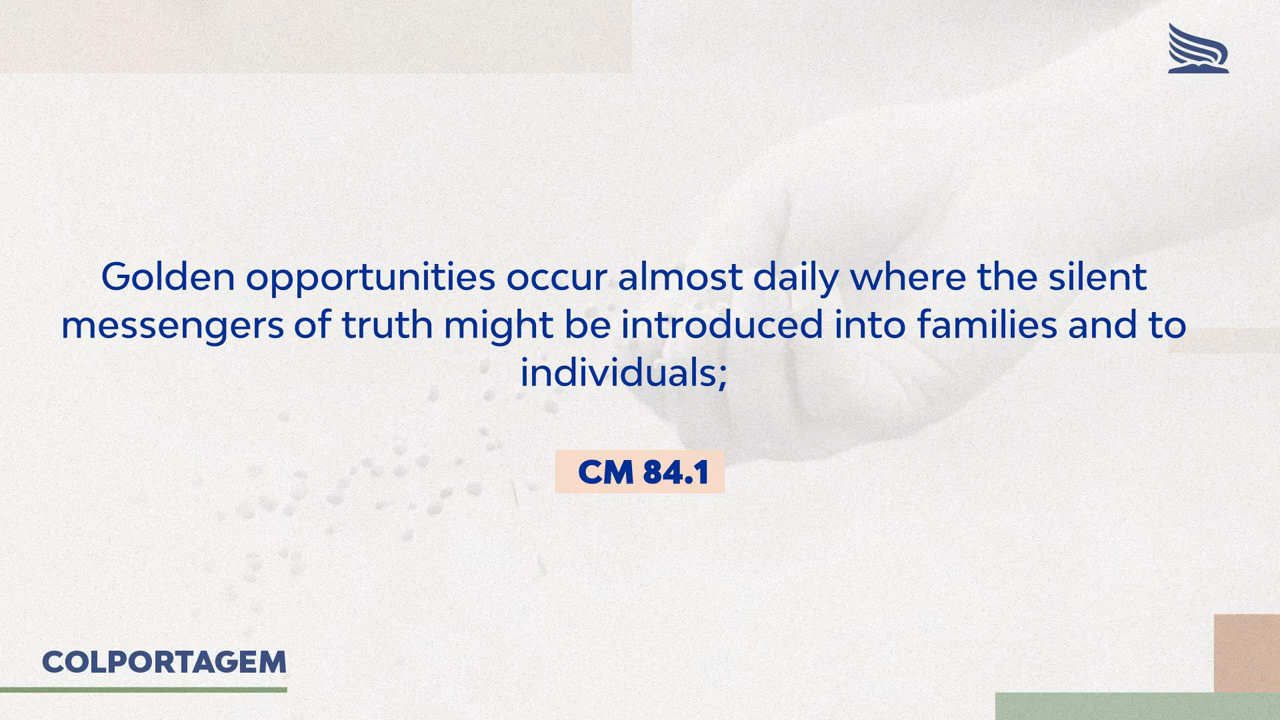 Golden opportunities occur almost daily where the silent
messengers of truth might be introduced into families and to
individuals;
CM 84.1
COLPORTAGEM